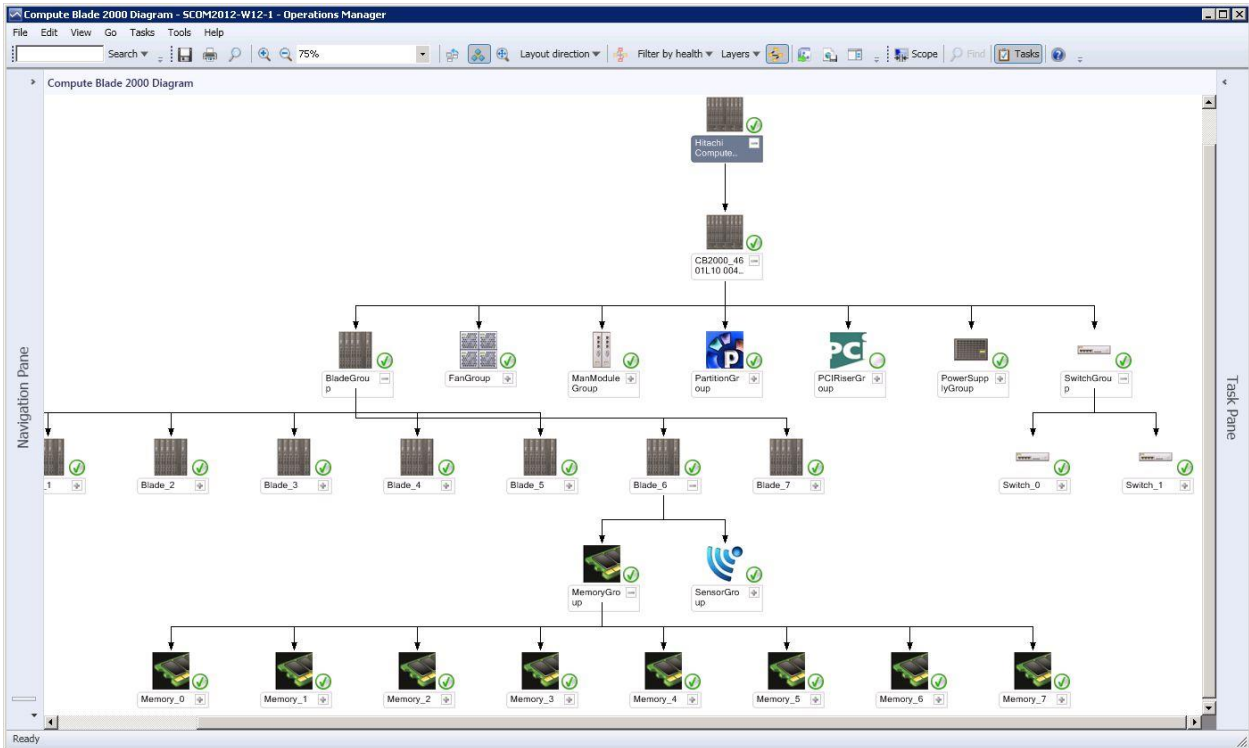 Compute Blade 2000 Diagram - SCOM2012-W12-1 - Operations Manager
File Edit View Go Tasks Tools Help
Search 75% Layout direction Filter by health Layers Scope Find Tasks
Compute Blade 2000 Diagram
Navigation Pane
Task Pane
Hitachi
Compute..
CB2000_46
01L10 004..
BladeGrou
p
FanGroup
ManModule
Group
p
PartitionGr
oup
PCI
PCIRiserGr
oup
PowerSupp
lyGroup
SwitchGrou
p
_1 Blade_2 Blade_3 Blade_4 Blade_5 Blade_6 Blade_7 Switch_0 Switch_1
MemoryGro
up
SensorGro
up
Memory_0 Memory_1 Memory_2 Memory_3 Memory_4 Memory_5 Memory_6 Memory_7
Ready